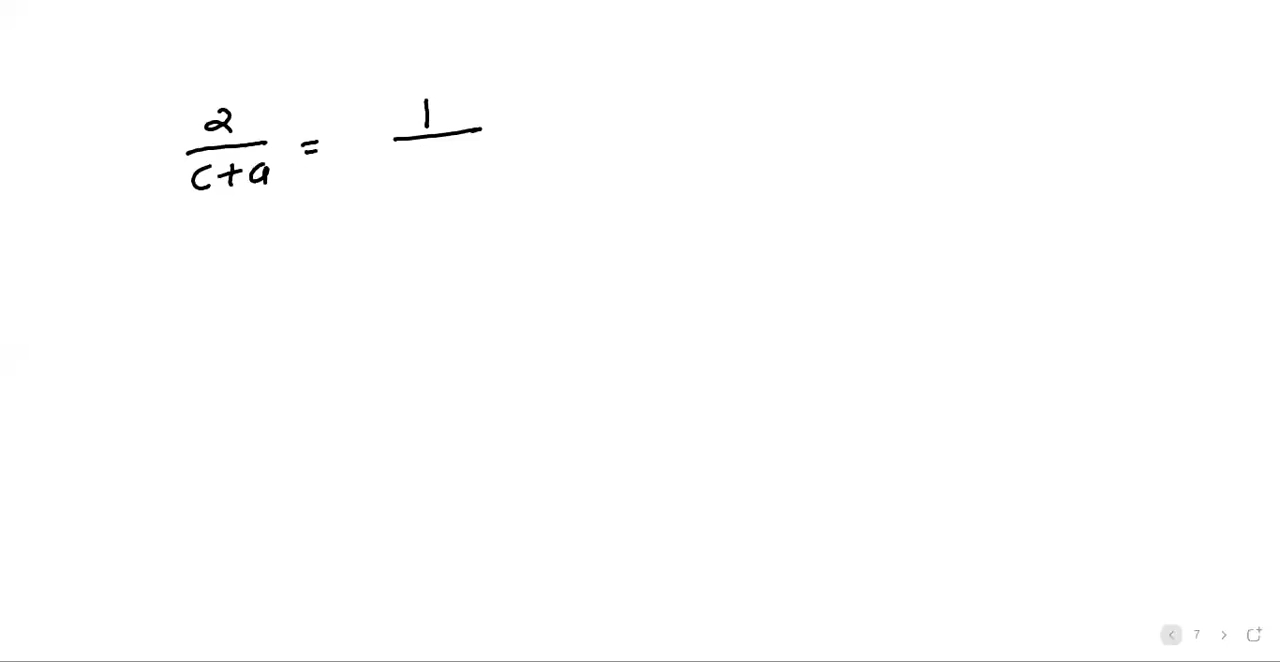 2/(c+a) = 1/
7